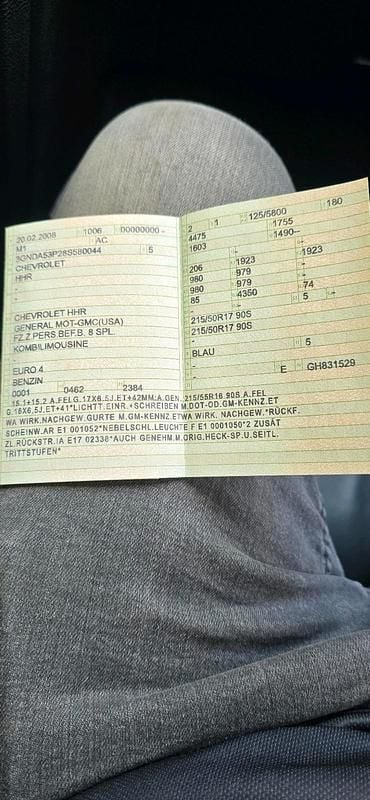 20.02.2008 1006 00000000-
M1 AC
3GNDA53P28S580044 5
CHEVROLET
HHR
-
-
CHEVROLET HHR
GENERAL MOT-GMC(USA)
FZ.Z.PERS BEF.B. 8 SPL.
KOMBILIMOUSINE
-
EURO 4
BENZIN
0001 0462 2384
2 1 125/5800 180
4475 1755
1603 1490--
206 1923 1923
980 979
980 979 74
85 4350 5
215/50R17 90S
215/50R17 90S
-
BLAU 5
E GH831529
15.1+15.2 A.FELG.17X6,5J,ET+42MM:A.GEN. 215/55R16 90S A.FEL
G.16X6,5J,ET+41*LICHTT.EINR.+SCHREIBEN M.DOT-OD.GM-KENNZ.ET
WA WIRK. NACHGEW.GURTE M.GM-KENNZ.ETWA WIRK. NACHGEW.*RÜCKF.
SCHEINW.AR E1 001052*NEBELSCHL.LEUCHTE F E1 0001050*2 ZUSÄT
ZL.RÜCKSTR.IA E17 02338*AUCH GENEHM.M.ORIG.HECK-SP.U.SEITL.
TRITTSTUFEN*